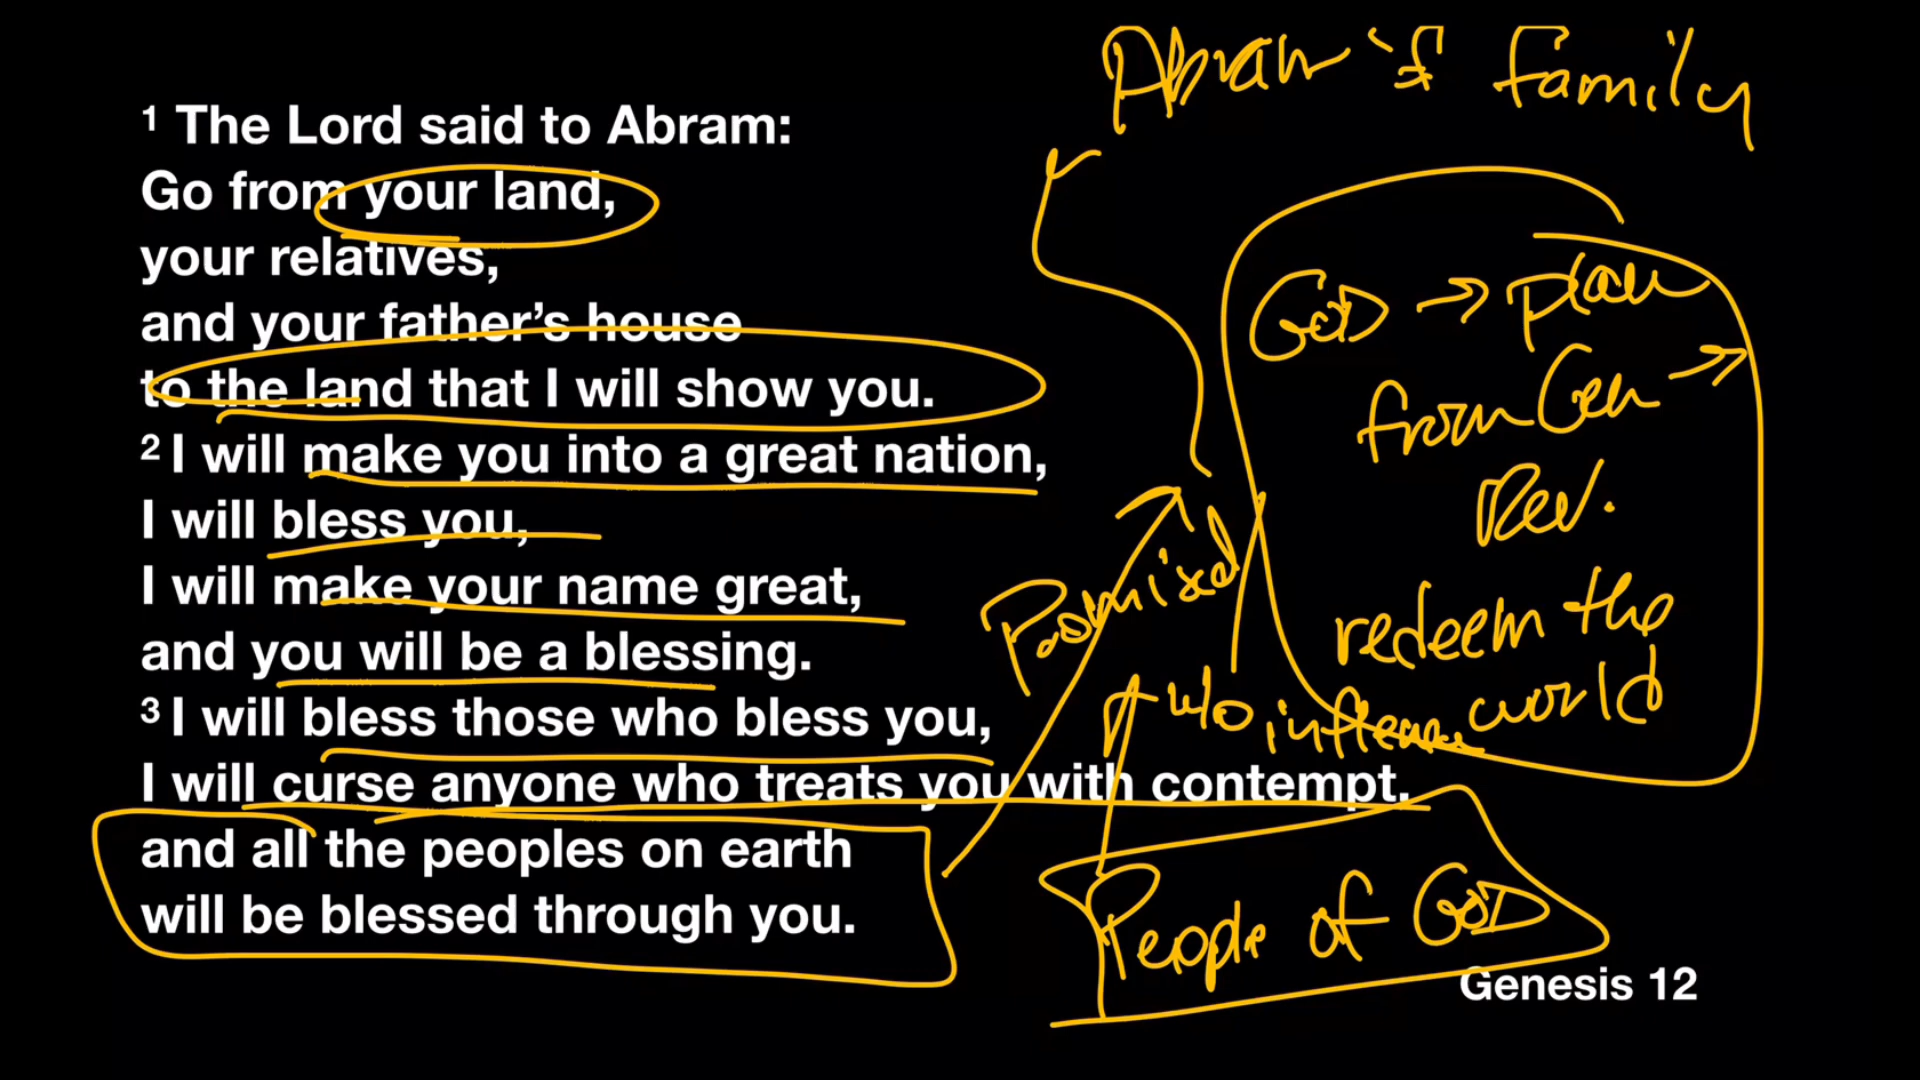 1 The Lord said to Abram:
Go from your land,
your relatives,
and your father’s house
to the land that I will show you.
2 I will make you into a great nation,
I will bless you,
I will make your name great,
and you will be a blessing.
3 I will bless those who bless you,
I will curse anyone who treats you with contempt,
and all the peoples on earth
will be blessed through you.
Abram's family
GOD → plan
from Gen →
Rev.
redeem the
world
Promised
w/o
People of GOD
Genesis 12